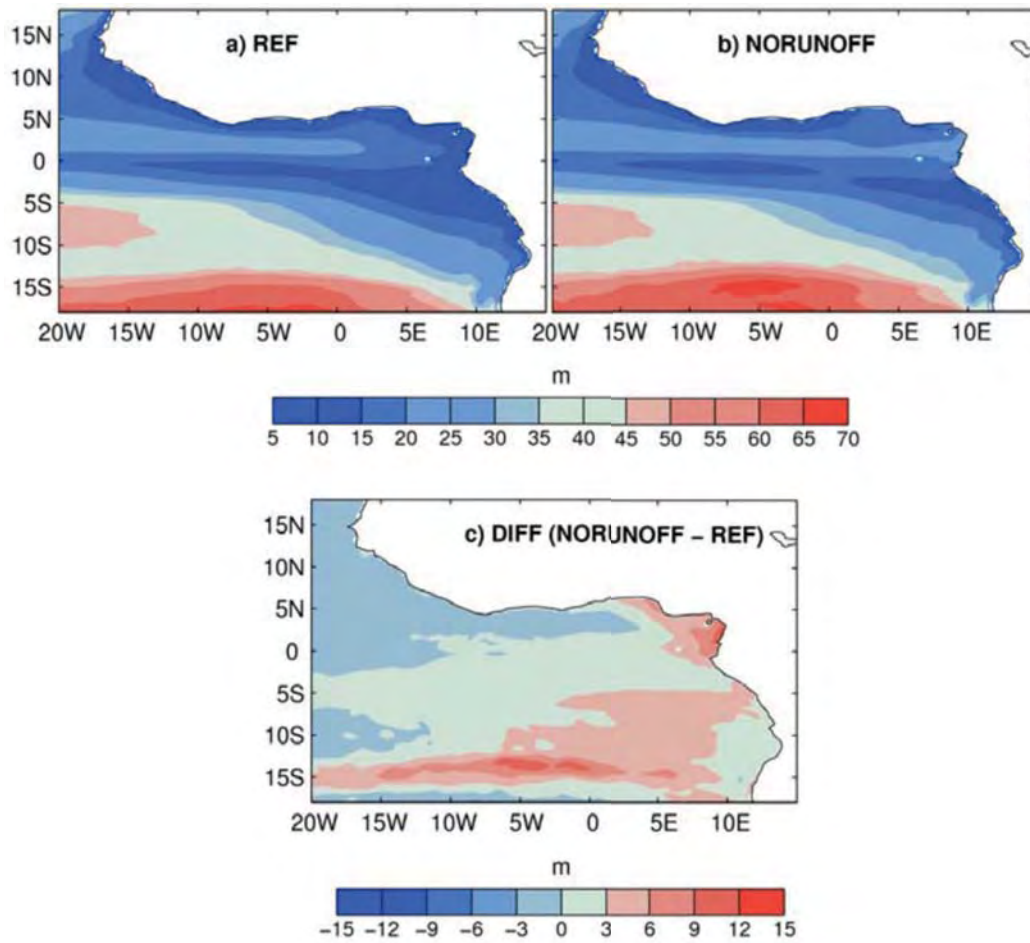 a) REF
b) NORUNOFF
15N
10N
5N
0
5S
10S
15S
20W 15W 10W 5W 0 5E 10E 20W 15W 10W 5W 0 5E 10E
m
5 10 15 20 25 30 35 40 45 50 55 60 65 70
c) DIFF (NORUNOFF – REF)
15N
10N
5N
0
5S
10S
15S
20W 15W 10W 5W 0 5E 10E
m
−15 −12 −9 −6 −3 0 3 6 9 12 15